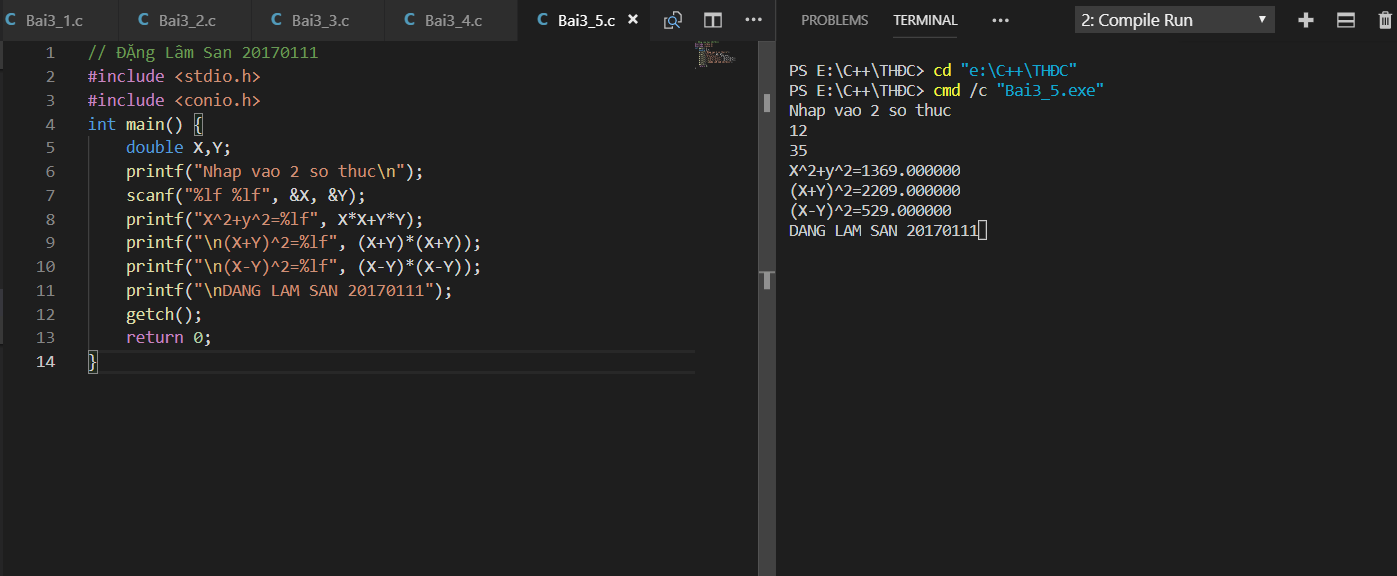 Bai3_1.c Bai3_2.c Bai3_3.c Bai3_4.c C Bai3_5.c × ...
1 // ĐẶng Lâm San 20170111
2 #include <stdio.h>
3 #include <conio.h>
4 int main() {
5 double X,Y;
6 printf("Nhap vao 2 so thuc\n");
7 scanf("%lf %lf", &X, &Y);
8 printf("X^2+y^2=%lf", X*X+Y*Y);
9 printf("\n(X+Y)^2=%lf", (X+Y)*(X+Y));
10 printf("\n(X-Y)^2=%lf", (X-Y)*(X-Y));
11 printf("\nDANG LAM SAN 20170111");
12 getch();
13 return 0;
14 }
PROBLEMS TERMINAL ... 2: Compile Run
PS E:\C++\THĐC> cd "e:\C++\THĐC"
PS E:\C++\THĐC> cmd /c "Bai3_5.exe"
Nhap vao 2 so thuc
12
35
X^2+y^2=1369.000000
(X+Y)^2=2209.000000
(X-Y)^2=529.000000
DANG LAM SAN 20170111